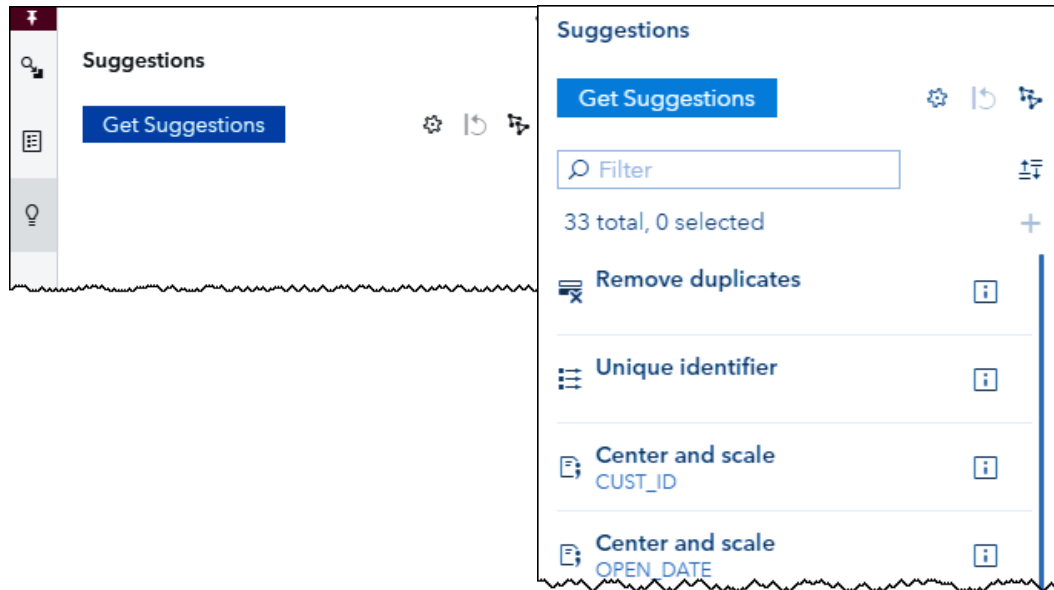 Suggestions
Get Suggestions
Suggestions
Get Suggestions
Filter
33 total, 0 selected
Remove duplicates
Unique identifier
Center and scale
CUST_ID
Center and scale
OPEN_DATE